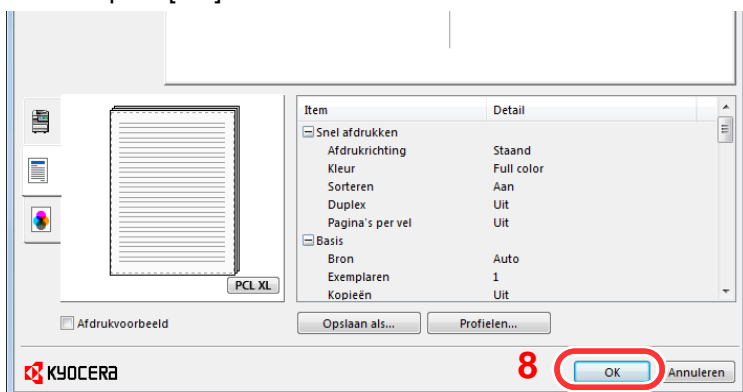 Item Detail
Snel afdrukken
Afdrukrichting Staand
Kleur Full color
Sorteren Aan
Duplex Uit
Pagina's per vel Uit
Basis
Bron Auto
Exemplaren 1
Kopieën Uit
PCL XL
Afdrukvoorbeeld Opslaan als... Profielen...
KYOCERA 8 OK Annuleren